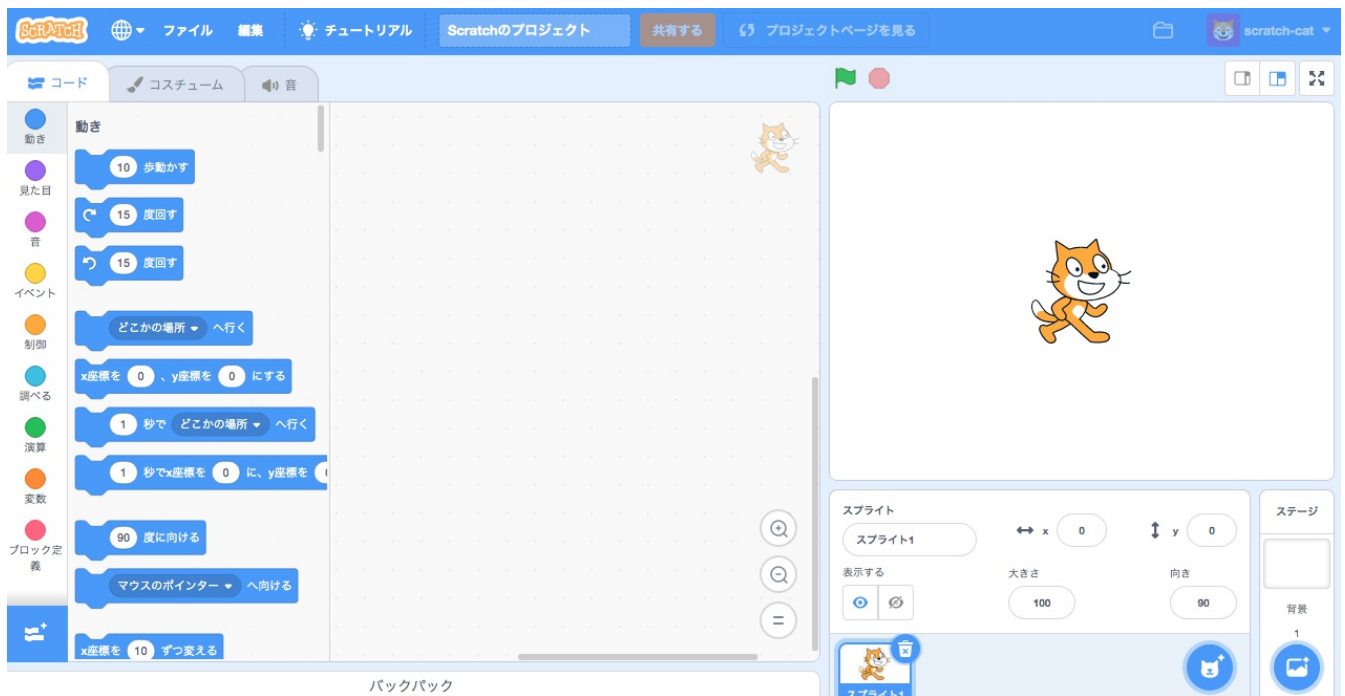 SCRATCH ファイル 編集 チュートリアル Scratchのプロジェクト 共有する プロジェクトページを見る scratch-cat
コード コスチューム 音
動き
見た目
音
イベント
制御
調べる
演算
変数
ブロック定
義
動き
10 歩動かす
15 度回す
15 度回す
どこかの場所 へ行く
x座標を 0 、y座標を 0 にする
1 秒で どこかの場所 へ行く
1 秒でx座標を 0 に、y座標を
90 度に向ける
マウスのポインター へ向ける
x座標を 10 ずつ変える
バックパック
スプライト
スプライト1
x 0
y 0
表示する
大きさ
100
向き
90
スプライト1
ステージ
背景
1